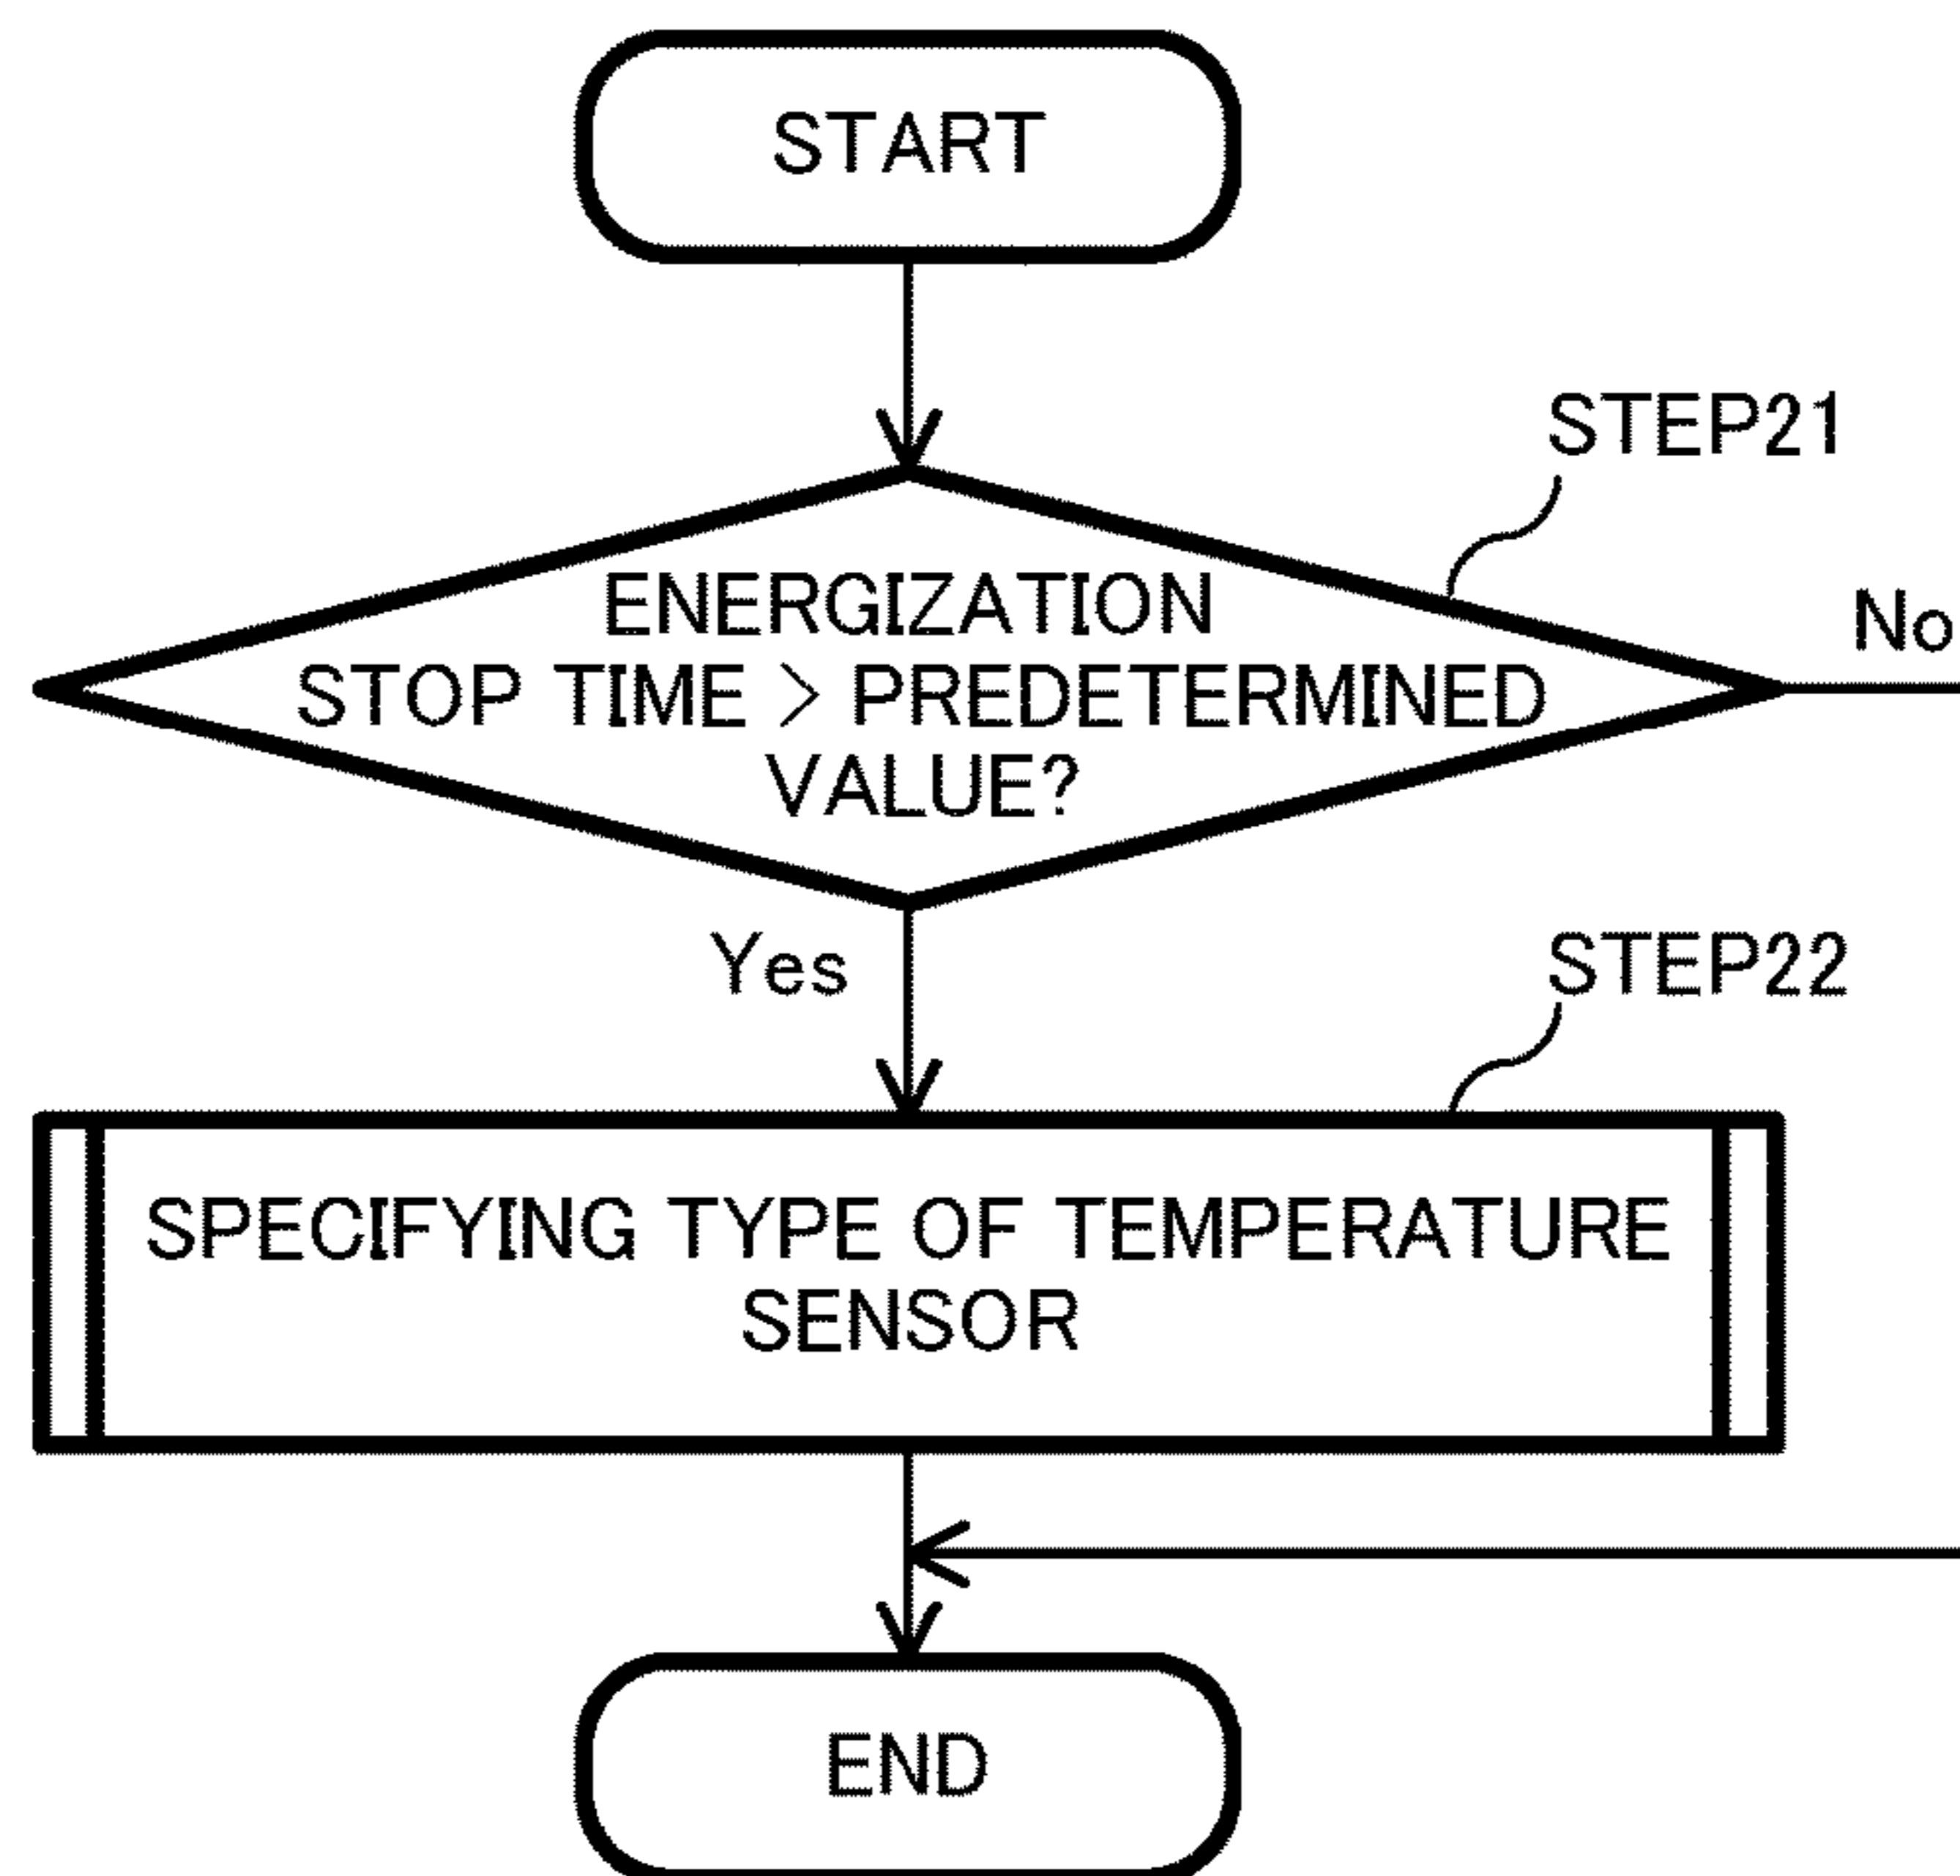 START
STEP21
No
ENERGIZATION
STOP TIME > PREDETERMINED
VALUE?
Yes
STEP22
SPECIFYING TYPE OF TEMPERATURE
SENSOR
END